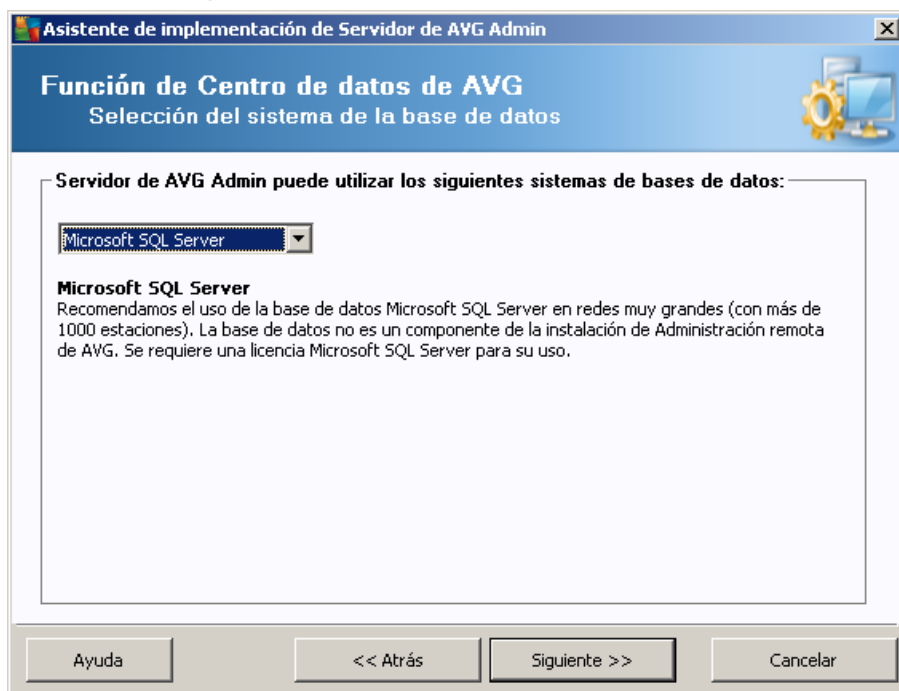 Asistente de implementación de Servidor de AVG Admin
Función de Centro de datos de AVG
Selección del sistema de la base de datos
Servidor de AVG Admin puede utilizar los siguientes sistemas de bases de datos:
Microsoft SQL Server
Microsoft SQL Server
Recomendamos el uso de la base de datos Microsoft SQL Server en redes muy grandes (con más de
1000 estaciones). La base de datos no es un componente de la instalación de Administración remota
de AVG. Se requiere una licencia Microsoft SQL Server para su uso.
Ayuda
<< Atrás
Siguiente >>
Cancelar